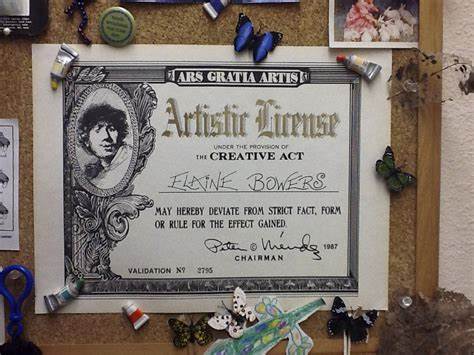 ARS GRATIA ARTIS
Artistic License
UNDER THE PROVISION OF
THE CREATIVE ACT
ELAINE BOWERS
MAY HEREBY DEVIATE FROM STRICT FACT, FORM
OR RULE FOR THE EFFECT GAINED.
1987
CHAIRMAN
VALIDATION Nº 2795